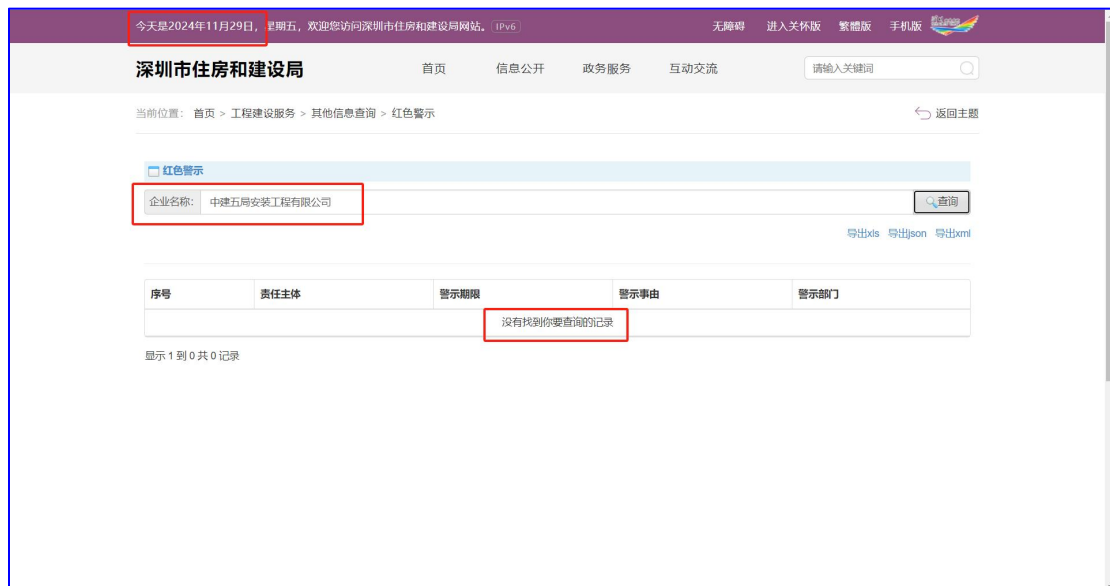 今天是2024年11月29日，星期五，欢迎您访问深圳市住房和建设局网站。 IPv6 无障碍 进入关怀版 繁體版 手机版
深圳市住房和建设局 首页 信息公开 政务服务 互动交流 请输入关键词
当前位置： 首页 > 工程建设服务 > 其他信息查询 > 红色警示 返回主题
红色警示
企业名称: 中建五局安装工程有限公司 查询
导出xls 导出json 导出xml
序号 责任主体 警示期限 警示事由 警示部门
没有找到你要查询的记录
显示 1 到 0 共 0 记录